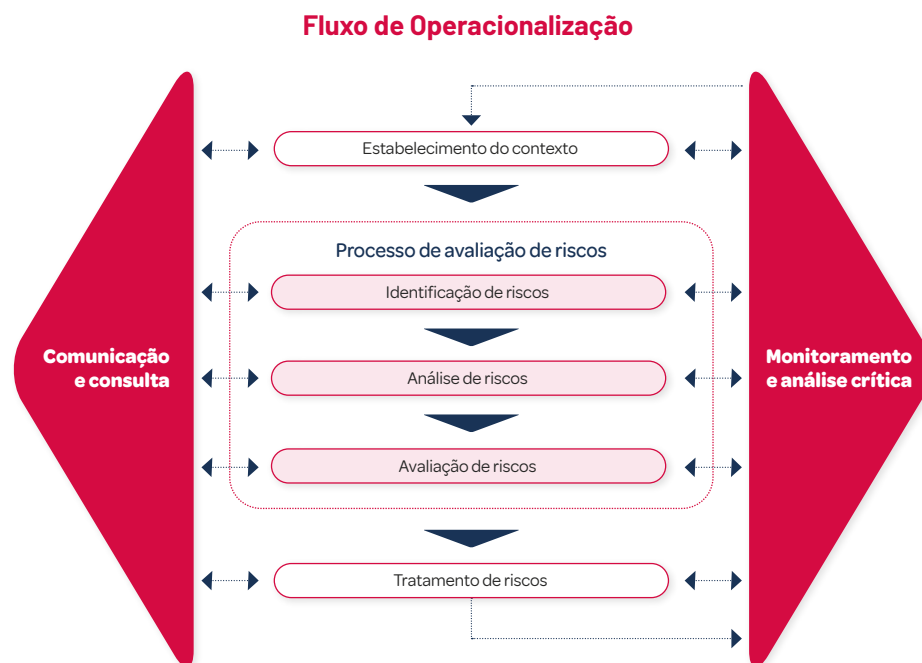 Fluxo de Operacionalização
Estabelecimento do contexto
Processo de avaliação de riscos
Identificação de riscos
Comunicação
e consulta
Análise de riscos
Monitoramento
e análise crítica
Avaliação de riscos
Tratamento de riscos